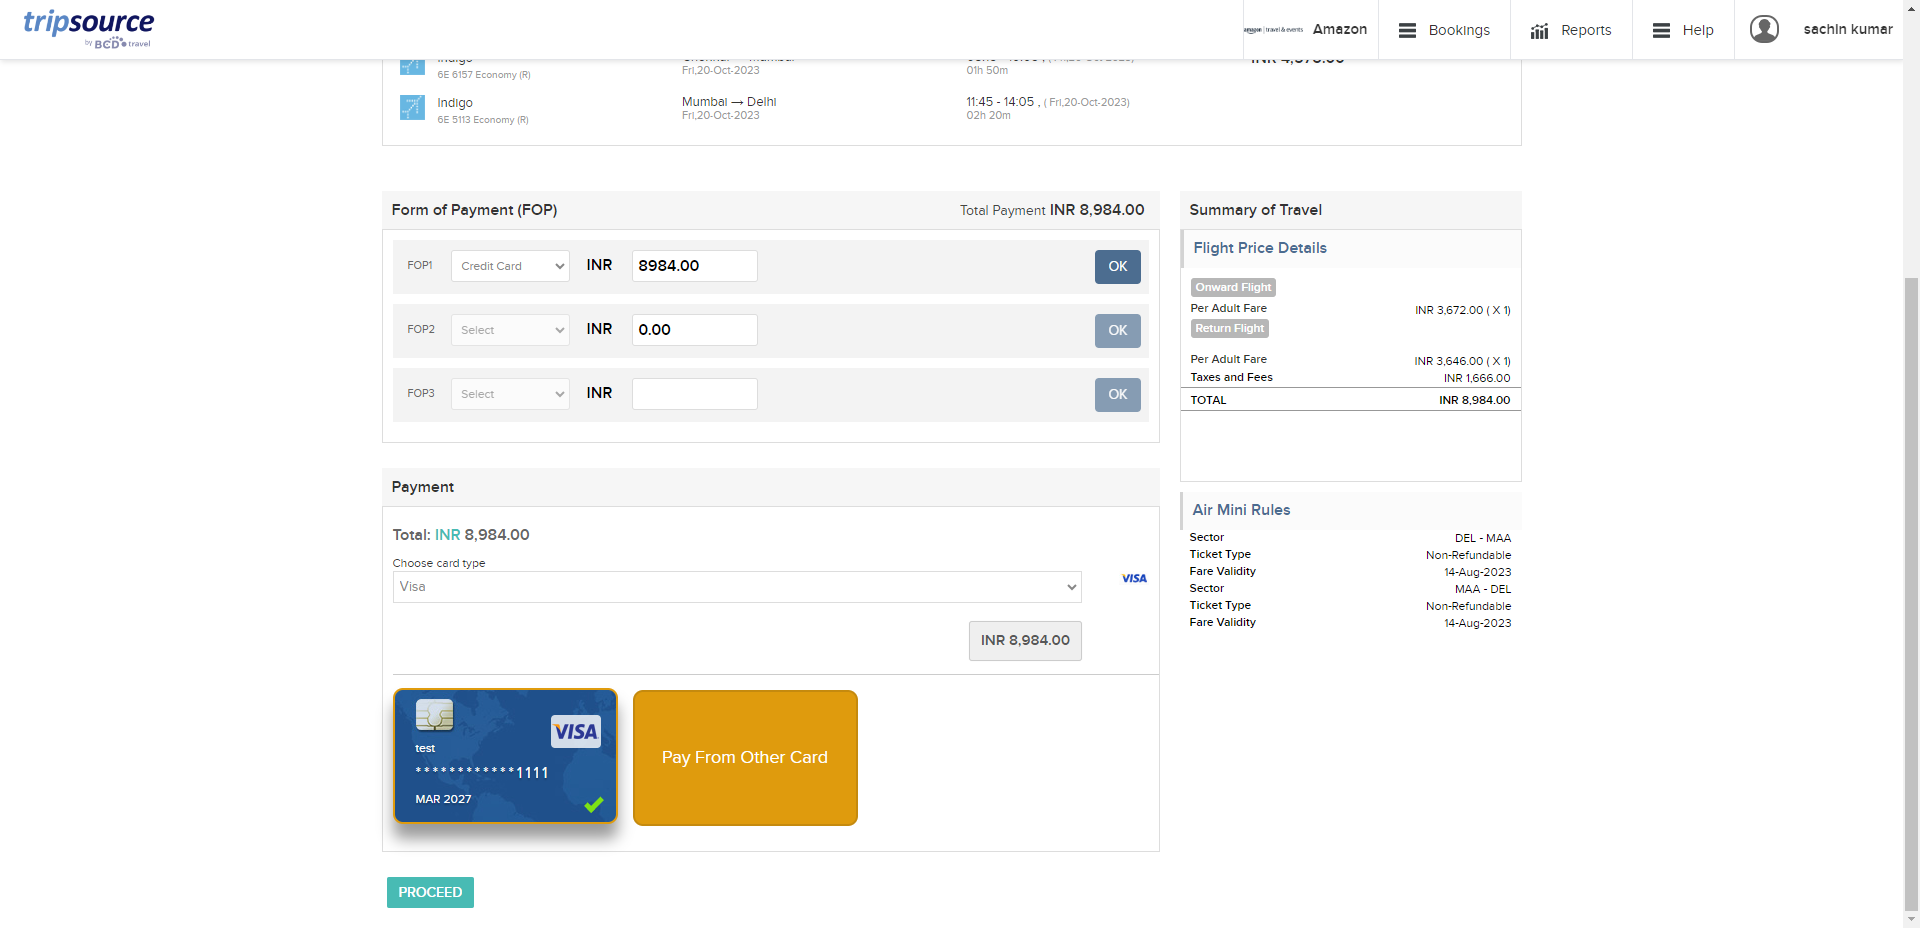 tripsource
by BCD travel
amazon | travel & events Amazon
Bookings
Reports
Help
sachin kumar
Indigo
6E 6157 Economy (R)
Fri,20-Oct-2023
01h 50m
Indigo
6E 5113 Economy (R)
Mumbai → Delhi
Fri,20-Oct-2023
11:45 - 14:05 , ( Fri,20-Oct-2023)
02h 20m
Form of Payment (FOP)
Total Payment INR 8,984.00
FOP1 Credit Card INR 8984.00 OK
FOP2 Select INR 0.00 OK
FOP3 Select INR OK
Payment
Total: INR 8,984.00
Choose card type
Visa
VISA
INR 8,984.00
VISA
test
************1111
MAR 2027
Pay From Other Card
PROCEED
Summary of Travel
Flight Price Details
Onward Flight
Per Adult Fare INR 3,672.00 ( X 1)
Return Flight
Per Adult Fare INR 3,646.00 ( X 1)
Taxes and Fees INR 1,666.00
TOTAL INR 8,984.00
Air Mini Rules
Sector DEL - MAA
Ticket Type Non-Refundable
Fare Validity 14-Aug-2023
Sector MAA - DEL
Ticket Type Non-Refundable
Fare Validity 14-Aug-2023